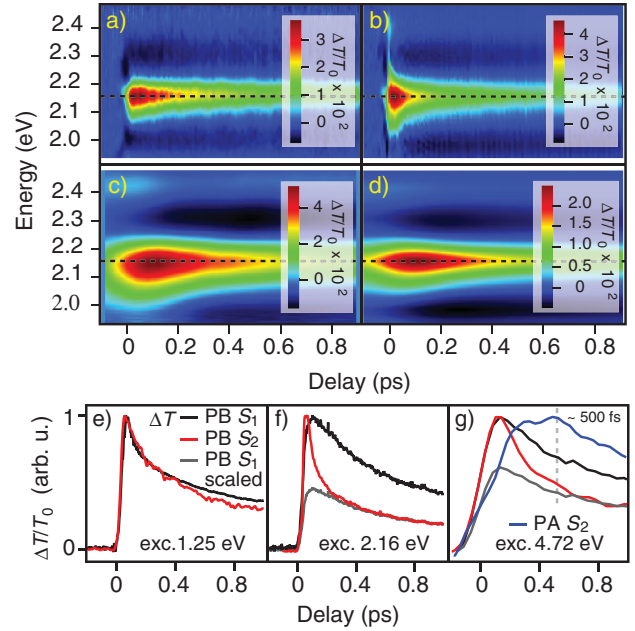 a)
b)
c)
d)
2.4
2.3
2.2
2.1
2.0
2.4
2.3
2.2
2.1
2.0
Energy (eV)
3
2
1
0
ΔT/T0 x 10²
4
3
2
1
0
ΔT/T0 x 10²
4
2
0
ΔT/T0 x 10²
2.0
1.5
1.0
0.5
0
ΔT/T0 x 10²
0 0.2 0.4 0.6 0.8 0 0.2 0.4 0.6 0.8
Delay (ps)
e) ΔT PB S1
PB S2
PB S1
scaled
exc.1.25 eV
f)
exc. 2.16 eV
g) ~ 500 fs
PA S2
exc. 4.72 eV
1
0
ΔT/T0 (arb. u.)
0 0.4 0.8 0 0.4 0.8 0 0.4 0.8
Delay (ps)